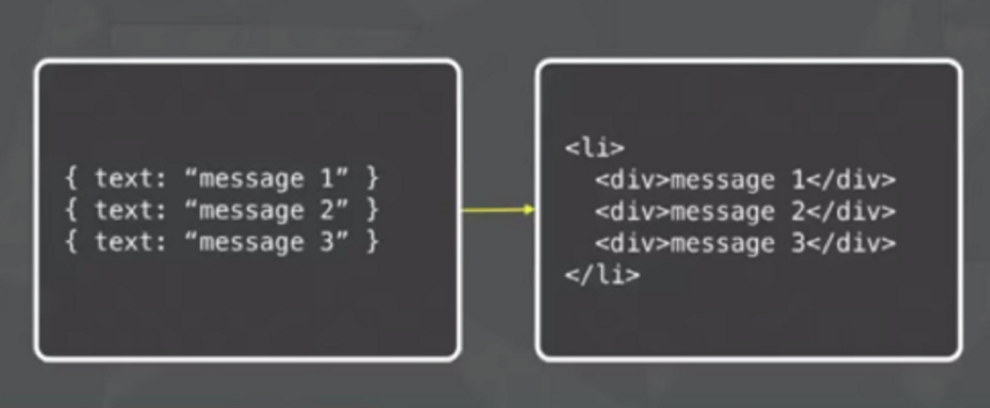 { text: “message 1” }
{ text: “message 2” }
{ text: “message 3” }
<li>
<div>message 1</div>
<div>message 2</div>
<div>message 3</div>
</li>